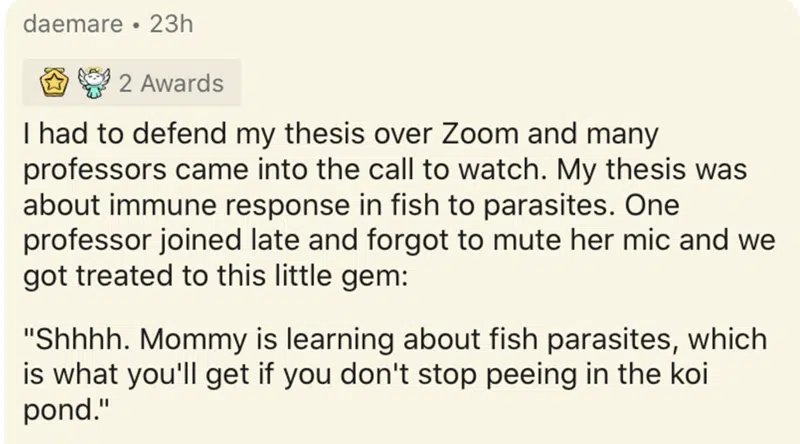 daemare • 23h
2 Awards
I had to defend my thesis over Zoom and many
professors came into the call to watch. My thesis was
about immune response in fish to parasites. One
professor joined late and forgot to mute her mic and we
got treated to this little gem:
"Shhhh. Mommy is learning about fish parasites, which
is what you'll get if you don't stop peeing in the koi
pond."